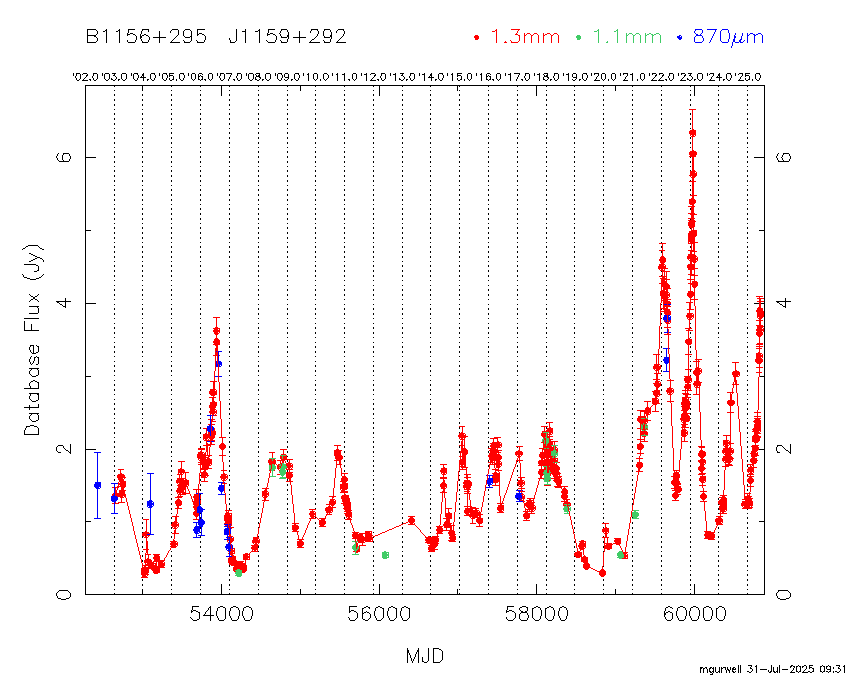 B1156+295 J1159+292 1.3mm 1.1mm 870μm
'02.0 '03.0 '04.0 '05.0 '06.0 '07.0 '08.0 '09.0 '10.0 '11.0 '12.0 '13.0 '14.0 '15.0 '16.0 '17.0 '18.0 '19.0 '20.0 '21.0 '22.0 '23.0 '24.0 '25.0
6 6
4 4
Database Flux (Jy)
2 2
0 0
54000 56000 58000 60000
MJD
mgurwell 31-Jul-2025 09:31